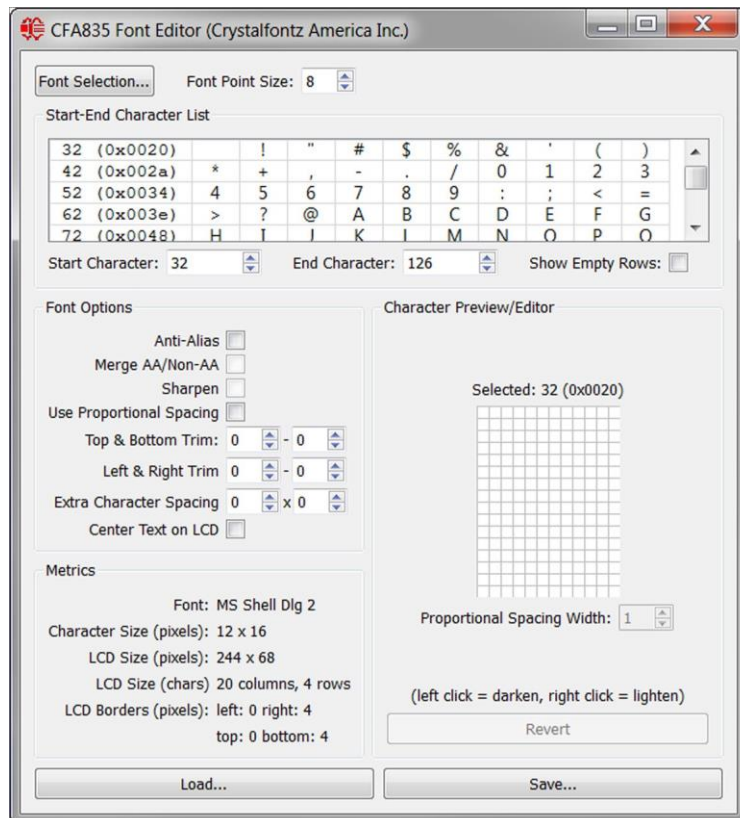 CFA835 Font Editor (Crystalfontz America Inc.)
Font Selection... Font Point Size: 8
Start-End Character List
32 (0x0020) ! " # $ % & ' ( )
42 (0x002a) * + , - . / 0 1 2 3
52 (0x0034) 4 5 6 7 8 9 : ; < =
62 (0x003e) > ? @ A B C D E F G
72 (0x0048) H I J K L M N O P Q
Start Character: 32 End Character: 126 Show Empty Rows:
Font Options
Anti-Alias
Merge AA/Non-AA
Sharpen
Use Proportional Spacing
Top & Bottom Trim: 0 - 0
Left & Right Trim 0 - 0
Extra Character Spacing 0 x 0
Center Text on LCD
Metrics
Font: MS Shell Dlg 2
Character Size (pixels): 12 x 16
LCD Size (pixels): 244 x 68
LCD Size (chars) 20 columns, 4 rows
LCD Borders (pixels): left: 0 right: 4
top: 0 bottom: 4
Character Preview/Editor
Selected: 32 (0x0020)
Proportional Spacing Width: 1
(left click = darken, right click = lighten)
Revert
Load...
Save...